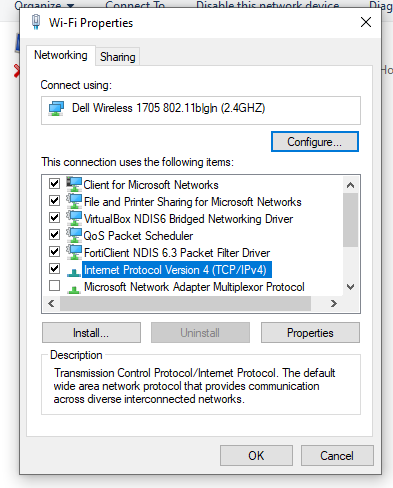 Organize
Connect To
Disable this network device
Diag
Wi-Fi Properties
Networking
Sharing
Connect using:
Dell Wireless 1705 802.11b|g|n (2.4GHZ)
Configure...
This connection uses the following items:
Client for Microsoft Networks
File and Printer Sharing for Microsoft Networks
VirtualBox NDIS6 Bridged Networking Driver
QoS Packet Scheduler
FortiClient NDIS 6.3 Packet Filter Driver
Internet Protocol Version 4 (TCP/IPv4)
Microsoft Network Adapter Multiplexor Protocol
Install...
Uninstall
Properties
Description
Transmission Control Protocol/Internet Protocol. The default
wide area network protocol that provides communication
across diverse interconnected networks.
OK
Cancel